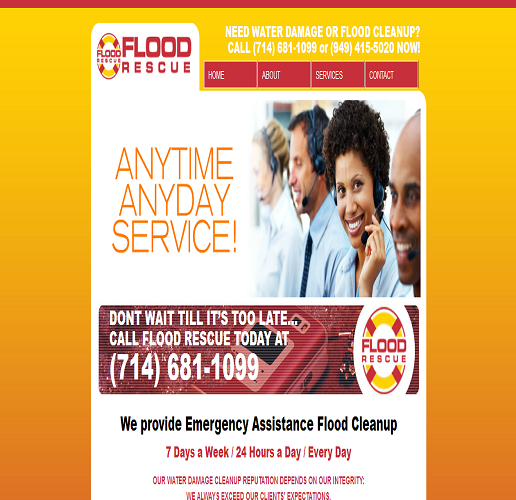 FLOOD
RESCUE
FLOOD
RESCUE
NEED WATER DAMAGE OR FLOOD CLEANUP?
CALL (714) 681-1099 or (949) 415-5020 NOW!
HOME ABOUT SERVICES CONTACT
ANYTIME
ANYDAY
SERVICE!
DONT WAIT TILL IT'S TOO LATE...
CALL FLOOD RESCUE TODAY AT
(714) 681-1099
FLOOD
RESCUE
We provide Emergency Assistance Flood Cleanup
7 Days a Week / 24 Hours a Day / Every Day
OUR WATER DAMAGE CLEANUP REPUTATION DEPENDS ON OUR INTEGRITY:
WE ALWAYS EXCEED OUR CLIENTS' EXPECTATIONS.